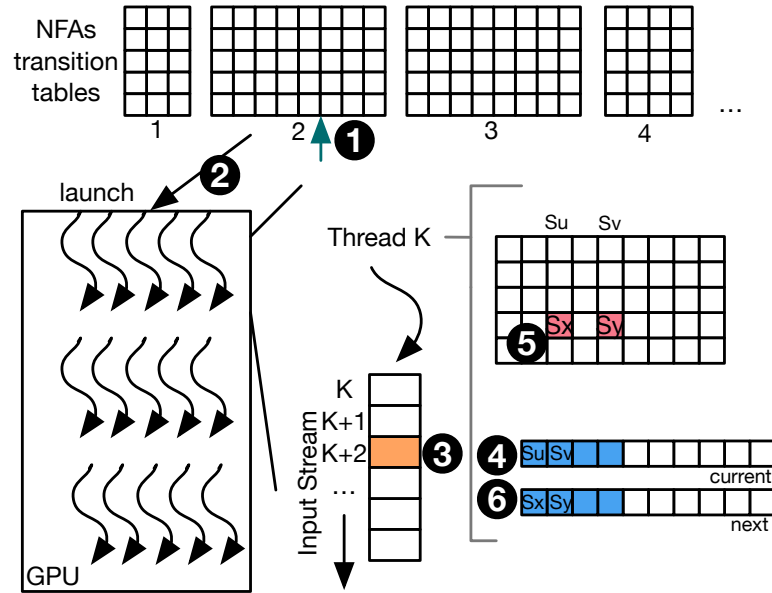 NFAs
transition
tables
1
2
3
4
...
1
2
launch
GPU
Thread K
K
K+1
K+2
...
Input Stream
3
Su Sv
Sx Sy
5
4
Su Sv
current
6
Sx Sy
next